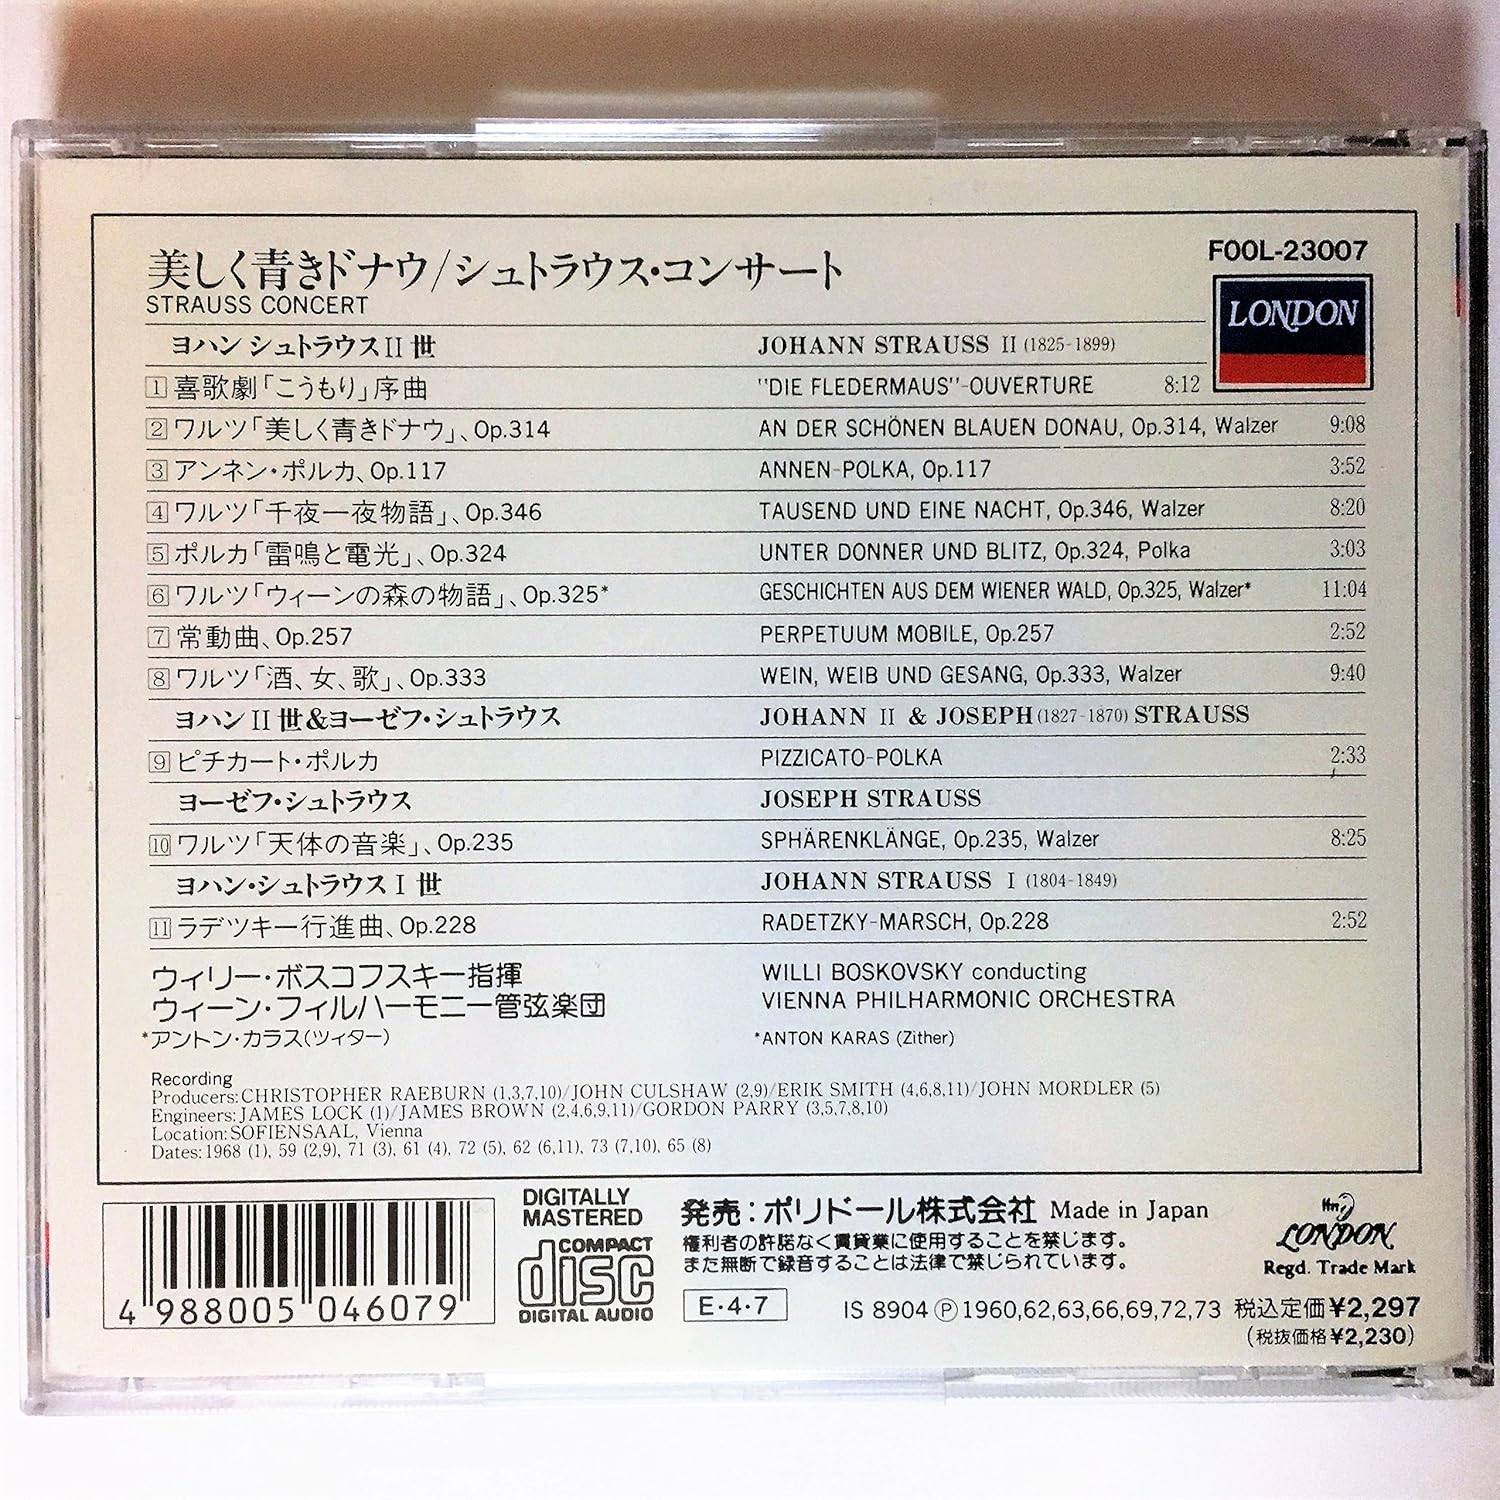 美しく青きドナウ/シュトラウス・コンサート
STRAUSS CONCERT
F00L-23007
LONDON
ヨハン シュトラウスII世 JOHANN STRAUSS II (1825-1899)
1 喜歌劇「こうもり」序曲 "DIE FLEDERMAUS"-OUVERTURE 8:12
2 ワルツ「美しく青きドナウ」、Op.314 AN DER SCHÖNEN BLAUEN DONAU, Op.314, Walzer 9:08
3 アンネン・ポルカ、Op.117 ANNEN-POLKA, Op.117 3:52
4 ワルツ「千夜一夜物語」、Op.346 TAUSEND UND EINE NACHT, Op.346, Walzer 8:20
5 ポルカ「雷鳴と電光」、Op.324 UNTER DONNER UND BLITZ, Op.324, Polka 3:03
6 ワルツ「ウィーンの森の物語」、Op.325* GESCHICHTEN AUS DEM WIENER WALD, Op.325, Walzer* 11:04
7 常動曲、Op.257 PERPETUUM MOBILE, Op.257 2:52
8 ワルツ「酒、女、歌」、Op.333 WEIN, WEIB UND GESANG, Op.333, Walzer 9:40
ヨハン II 世&ヨーゼフ・シュトラウス JOHANN II & JOSEPH (1827-1870) STRAUSS
9 ピチカート・ポルカ PIZZICATO-POLKA 2:33
ヨーゼフ・シュトラウス JOSEPH STRAUSS
10 ワルツ「天体の音楽」、Op.235 SPHÄRENKLÄNGE, Op.235, Walzer 8:25
ヨハン・シュトラウス I 世 JOHANN STRAUSS I (1804-1849)
11 ラデツキー行進曲、Op.228 RADETZKY-MARSCH, Op.228 2:52
ウィリー・ボスコフスキー指揮 WILLI BOSKOVSKY conducting
ウィーン・フィルハーモニー管弦楽団 VIENNA PHILHARMONIC ORCHESTRA
*アントン・カラス(ツィター) *ANTON KARAS (Zither)
Recording
Producers: CHRISTOPHER RAEBURN (1,3,7,10)/JOHN CULSHAW (2,9)/ERIK SMITH (4,6,8,11)/JOHN MORDLER (5)
Engineers: JAMES LOCK (1)/JAMES BROWN (2,4,6,9,11)/GORDON PARRY (3,5,7,8,10)
Location: SOFIENSAAL, Vienna
Dates: 1968 (1), 59 (2,9), 71 (3), 61 (4), 72 (5), 62 (6,11), 73 (7,10), 65 (8)
4 988005 046079
DIGITALLY MASTERED
COMPACT
disc
DIGITAL AUDIO
発売:ポリドール株式会社 Made in Japan
権利者の許諾なく賃貸業に使用することを禁じます。
また無断で録音することは法律で禁じられています。
E・4・7
IS 8904 Ⓟ 1960,62,63,66,69,72,73 税込定価¥2,297
(税抜価格¥2,230)
LONDON
Regd. Trade Mark